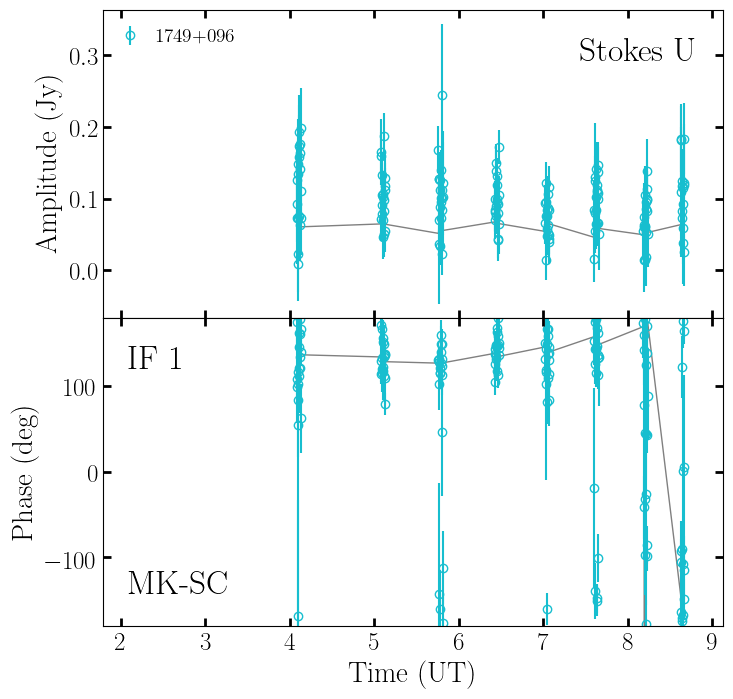 1749+096
Stokes U
0.3
0.2
0.1
0.0
Amplitude (Jy)
IF 1
100
0
−100
Phase (deg)
MK-SC
2 3 4 5 6 7 8 9
Time (UT)